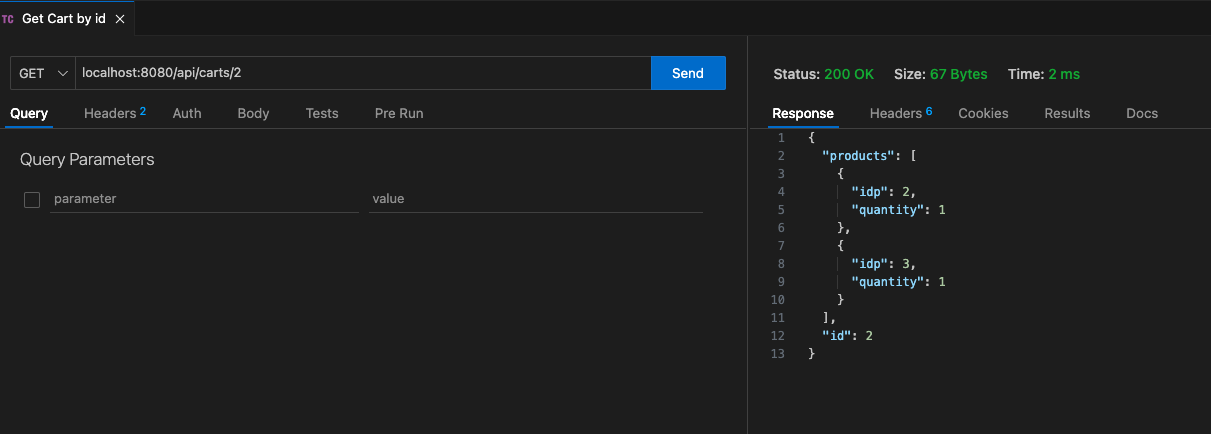 TC Get Cart by id ×
GET localhost:8080/api/carts/2 Send
Query Headers 2 Auth Body Tests Pre Run
Query Parameters
parameter value
Status: 200 OK Size: 67 Bytes Time: 2 ms
Response Headers 6 Cookies Results Docs
1 {
2 "products": [
3 {
4 "idp": 2,
5 "quantity": 1
6 },
7 {
8 "idp": 3,
9 "quantity": 1
10 }
11 ],
12 "id": 2
13 }